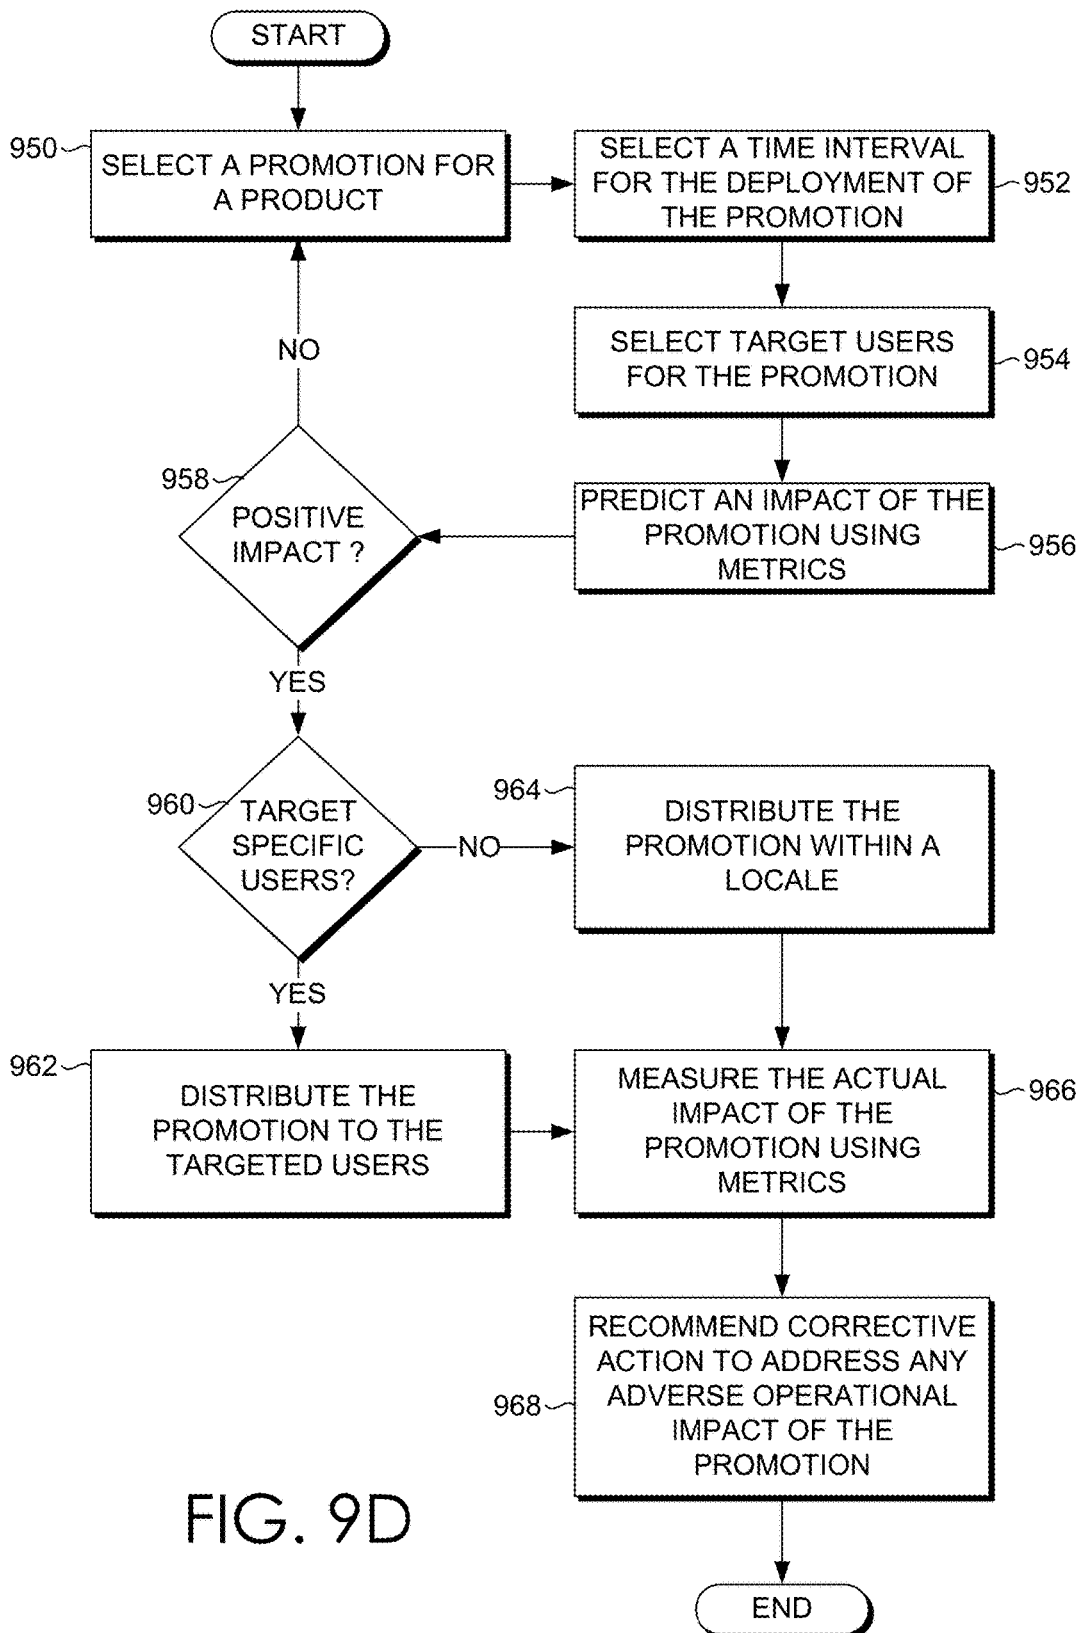 START
950
SELECT A PROMOTION FOR
A PRODUCT
SELECT A TIME INTERVAL
FOR THE DEPLOYMENT OF
THE PROMOTION
952
SELECT TARGET USERS
FOR THE PROMOTION
954
PREDICT AN IMPACT OF THE
PROMOTION USING
METRICS
956
NO
958
POSITIVE
IMPACT ?
YES
960
TARGET
SPECIFIC
USERS?
NO
964
DISTRIBUTE THE
PROMOTION WITHIN A
LOCALE
YES
962
DISTRIBUTE THE
PROMOTION TO THE
TARGETED USERS
MEASURE THE ACTUAL
IMPACT OF THE
PROMOTION USING
METRICS
966
RECOMMEND CORRECTIVE
ACTION TO ADDRESS ANY
ADVERSE OPERATIONAL
IMPACT OF THE
PROMOTION
968
FIG. 9D
END